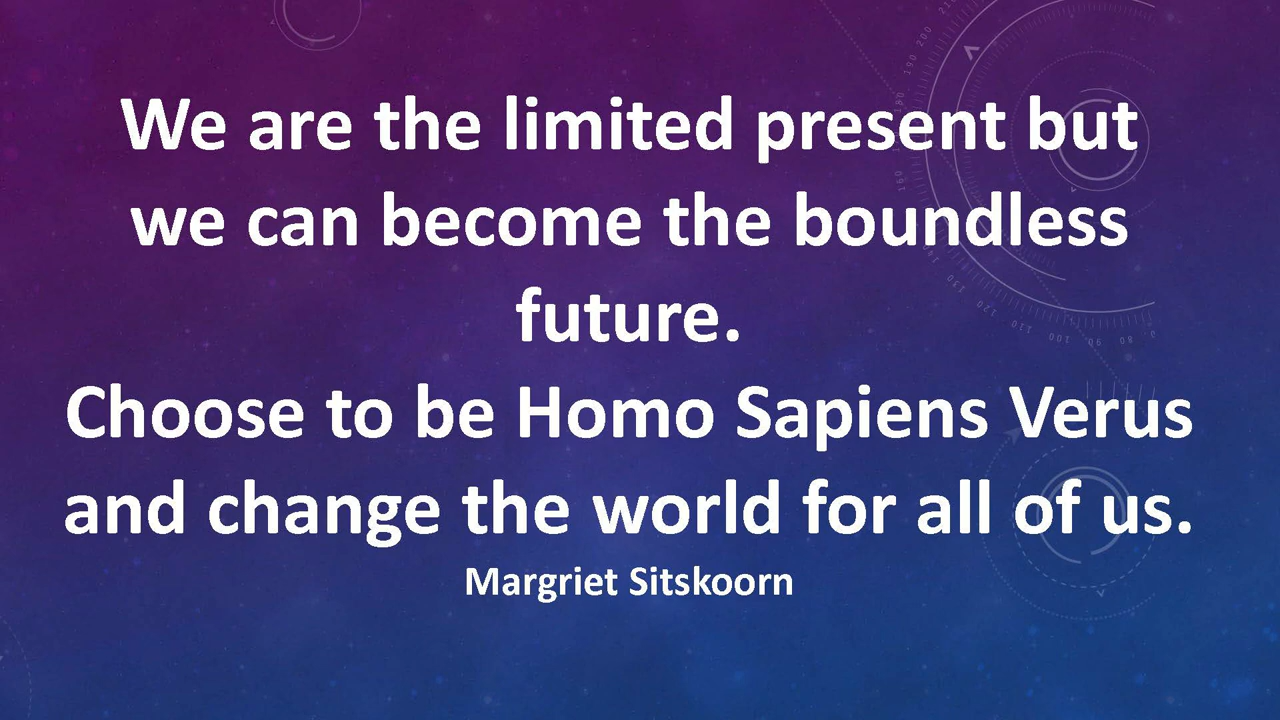 We are the limited present but
we can become the boundless
future.
Choose to be Homo Sapiens Verus
and change the world for all of us.
Margriet Sitskoorn